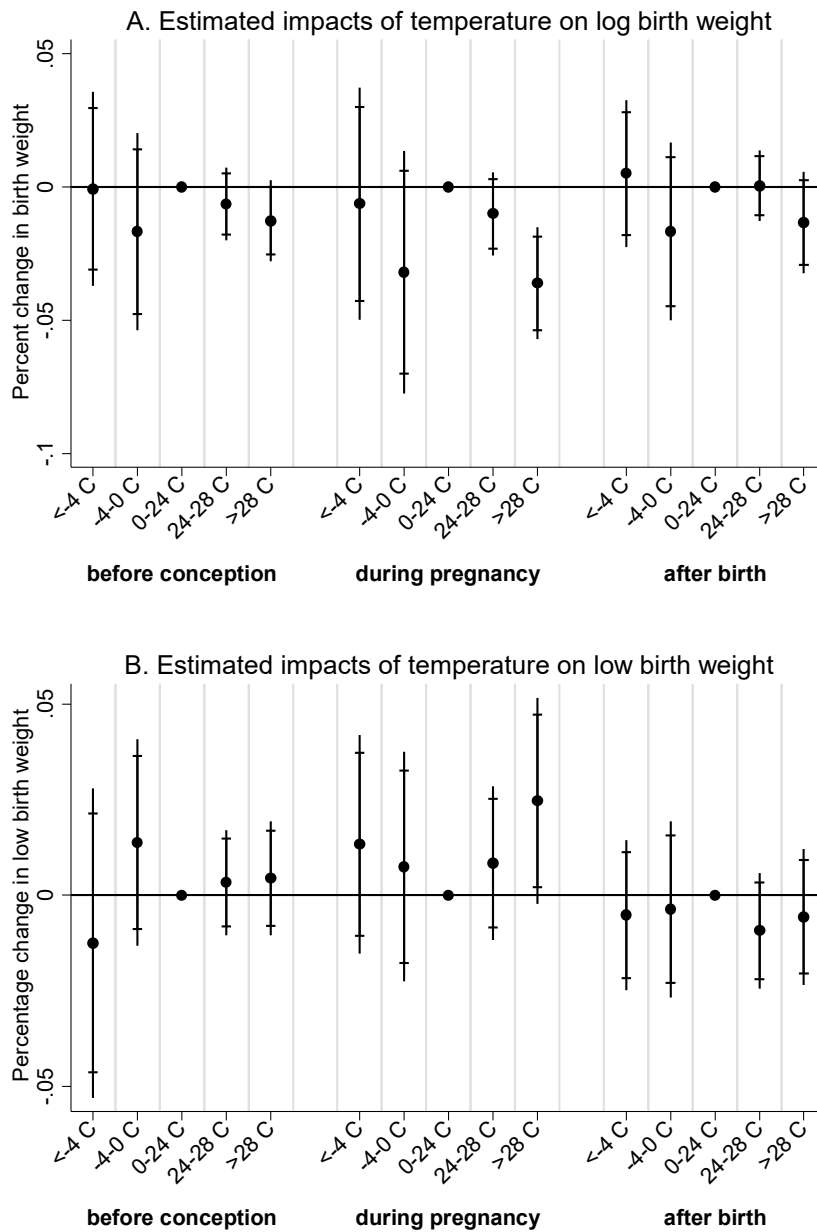 A. Estimated impacts of temperature on log birth weight
Percent change in birth weight
.05
0
-.05
-.1
<-4 C
-4-0 C
0-24 C
24-28 C
>28 C
<-4 C
-4-0 C
0-24 C
24-28 C
>28 C
<-4 C
-4-0 C
0-24 C
24-28 C
>28 C
before conception
during pregnancy
after birth
B. Estimated impacts of temperature on low birth weight
Percentage change in low birth weight
.05
0
-.05
<-4 C
-4-0 C
0-24 C
24-28 C
>28 C
<-4 C
-4-0 C
0-24 C
24-28 C
>28 C
<-4 C
-4-0 C
0-24 C
24-28 C
>28 C
before conception
during pregnancy
after birth